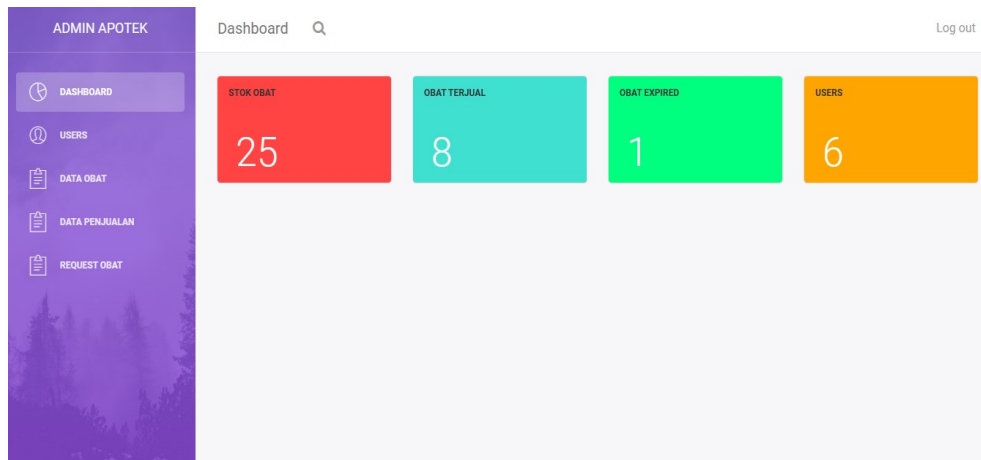 ADMIN APOTEK
Dashboard
Log out
DASHBOARD
USERS
DATA OBAT
DATA PENJUALAN
REQUEST OBAT
STOK OBAT
25
OBAT TERJUAL
8
OBAT EXPIRED
1
USERS
6